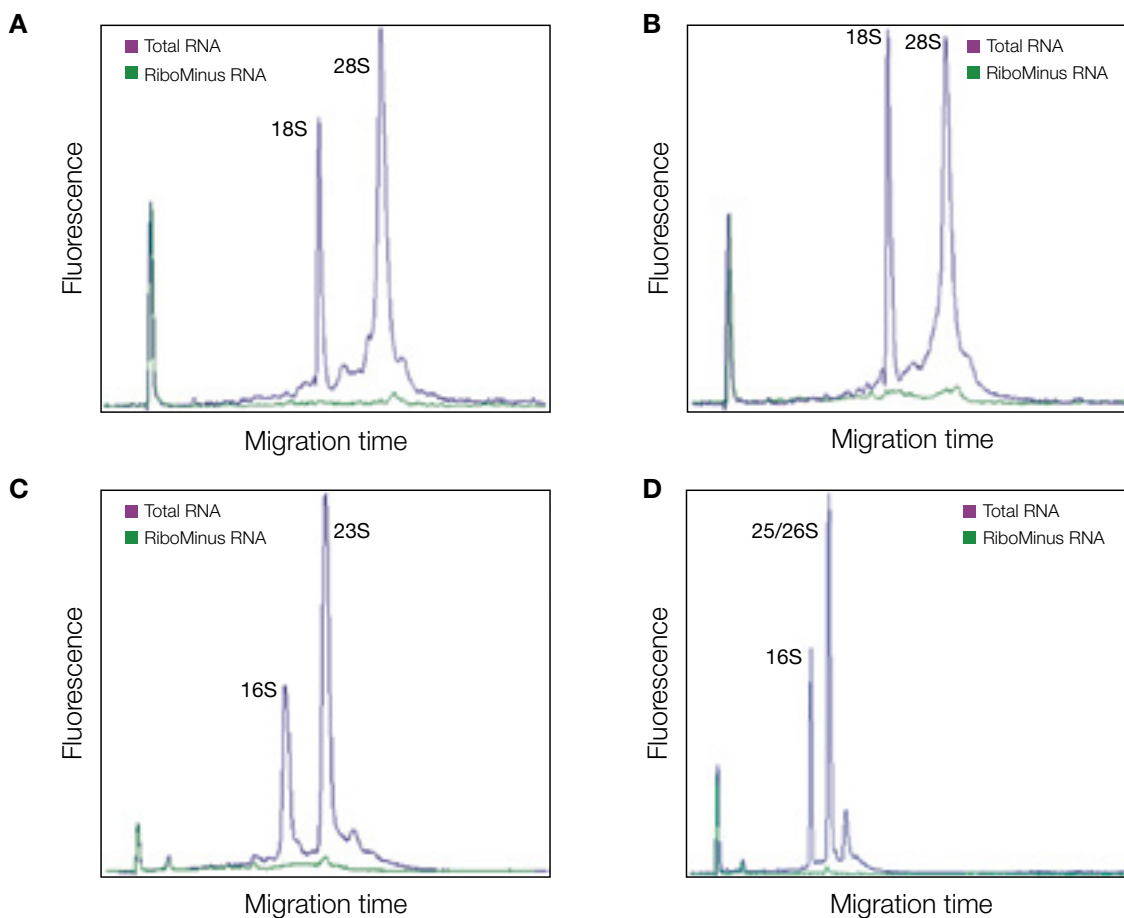 A
Total RNA
RiboMinus RNA
18S
28S
Fluorescence
Migration time
B
Total RNA
RiboMinus RNA
18S
28S
Fluorescence
Migration time
C
Total RNA
RiboMinus RNA
16S
23S
Fluorescence
Migration time
D
Total RNA
RiboMinus RNA
16S
25/26S
Fluorescence
Migration time